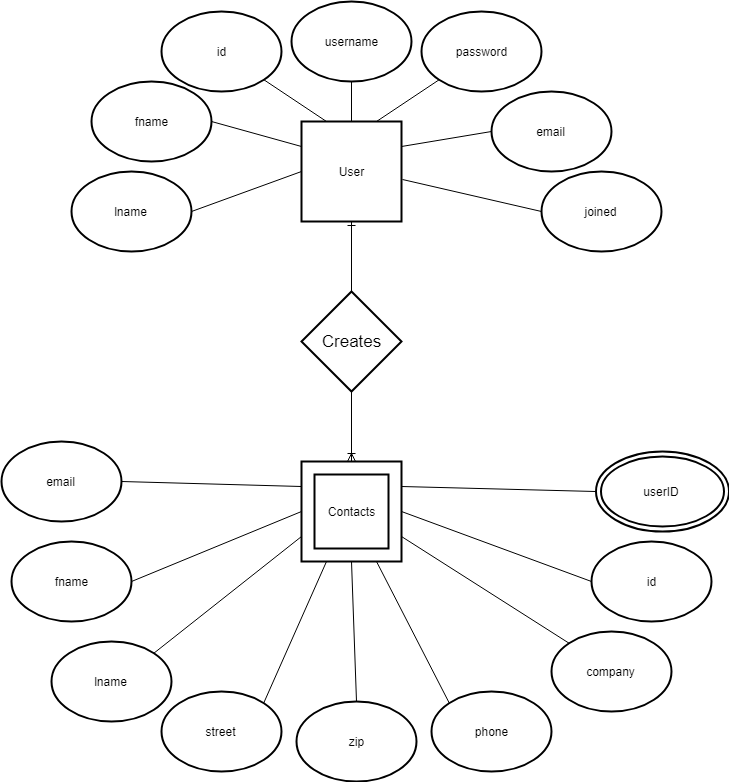 username
id
password
fname
email
User
lname
joined
Creates
email
userID
Contacts
fname
id
company
lname
street
phone
zip